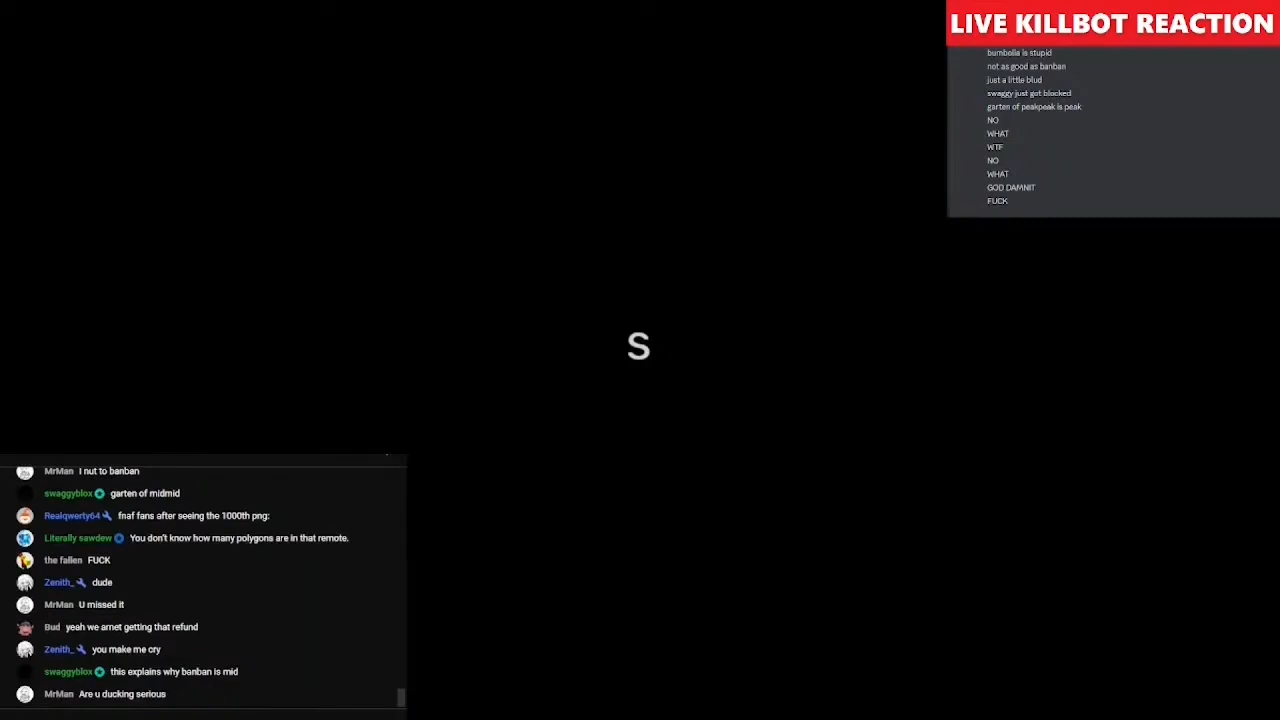 LIVE KILLBOT REACTION
bumbolla is stupid
not as good as banban
just a little blud
swaggy just got blocked
garten of peakpeak is peak
NO
WHAT
WTF
NO
WHAT
GOD DAMNIT
FUCK
S
MrMan I nut to banban
swaggyblox garten of midmid
Realqwerty64 fnaf fans after seeing the 1000th png:
Literally sawdew You don't know how many polygons are in that remote.
the fallen FUCK
Zenith_ dude
MrMan U missed it
Bud yeah we arnet getting that refund
Zenith_ you make me cry
swaggyblox this explains why banban is mid
MrMan Are u ducking serious